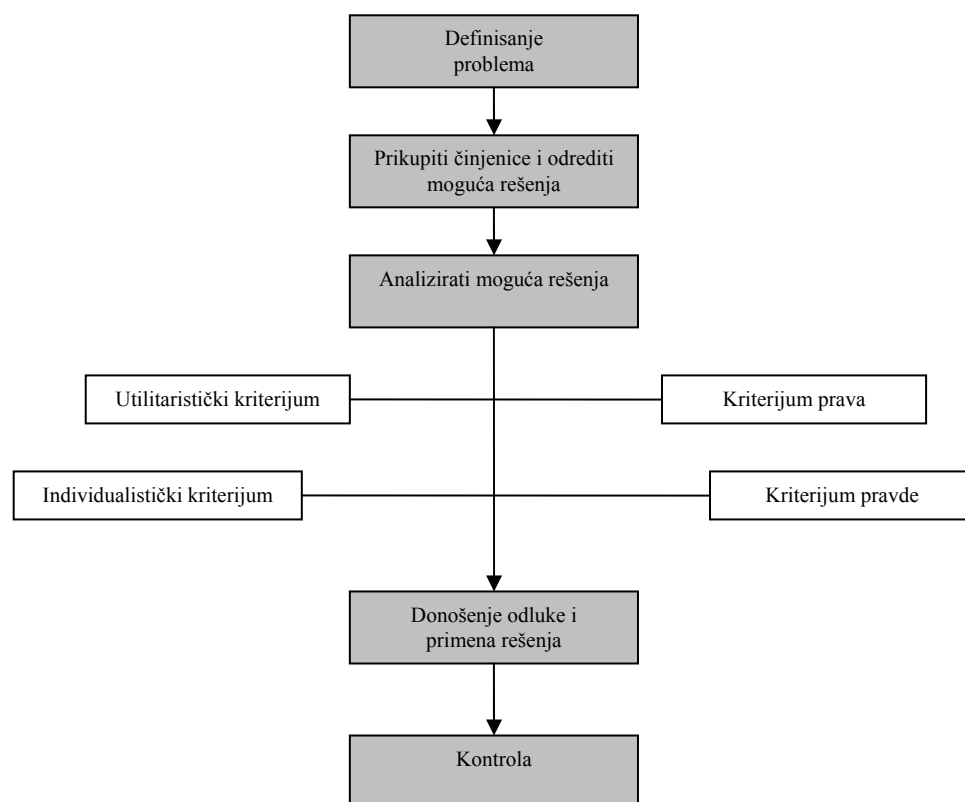 Definisanje
problema
Prikupiti činjenice i odrediti
moguća rešenja
Analizirati moguća rešenja
Utilitaristički kriterijum
Kriterijum prava
Individualistički kriterijum
Kriterijum pravde
Donošenje odluke i
primena rešenja
Kontrola